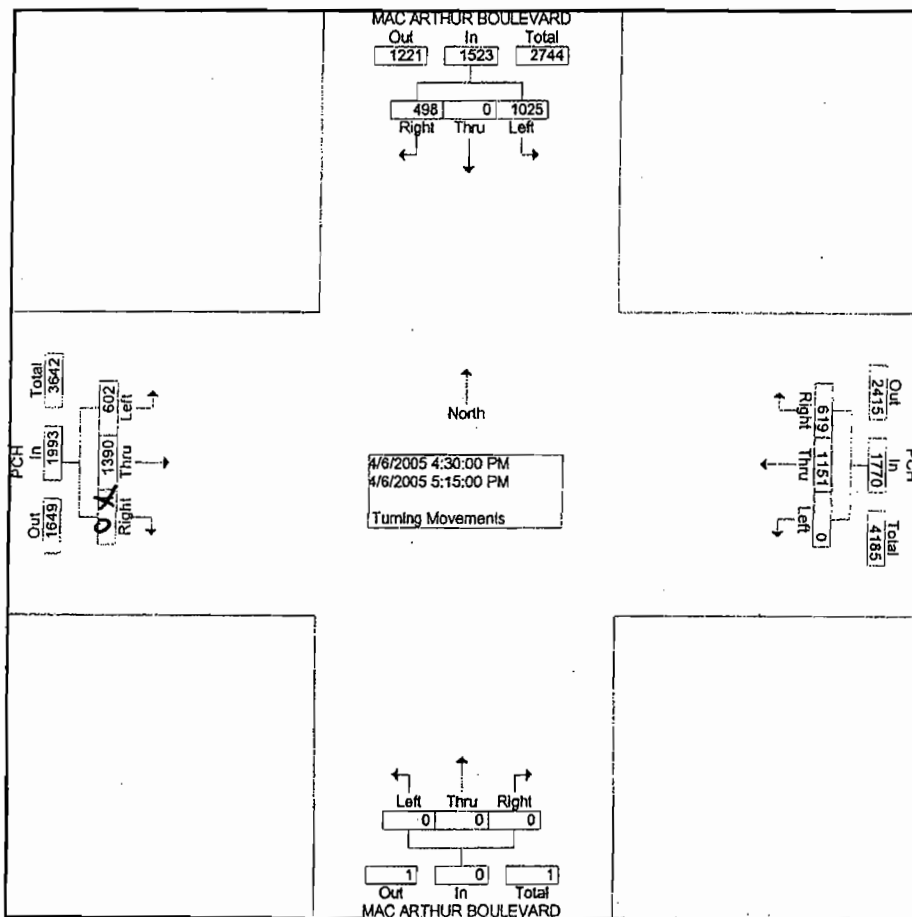 MAC ARTHUR BOULEVARD
Out In Total
1221 1523 2744
498 0 1025
Right Thru Left
PCH
Total In Out
3642 1993 1649
602 1390 0
Left Thru Right
North
4/6/2005 4:30:00 PM
4/6/2005 5:15:00 PM
Turning Movements
Right Thru Left
619 1151 0
Out In Total
2415 1770 4185
PCH
Left Thru Right
0 0 0
1 0 1
Out In Total
MAC ARTHUR BOULEVARD